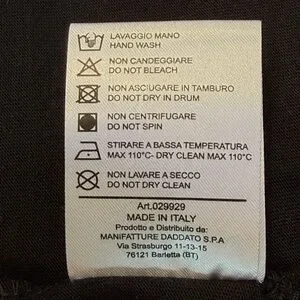 LAVAGGIO MANO
HAND WASH
NON CANDEGGIARE
DO NOT BLEACH
NON ASCIUGARE IN TAMBURO
DO NOT DRY IN DRUM
NON CENTRIFUGARE
DO NOT SPIN
STIRARE A BASSA TEMPERATURA
MAX 110°C- DRY CLEAN MAX 110°C
NON LAVARE A SECCO
DO NOT DRY CLEAN
Art.029929
MADE IN ITALY
Prodotto e Distribuito da:
MANIFATTURE DADDATO S.P.A
Via Strasburgo 11-13-15
76121 Barletta (BT)